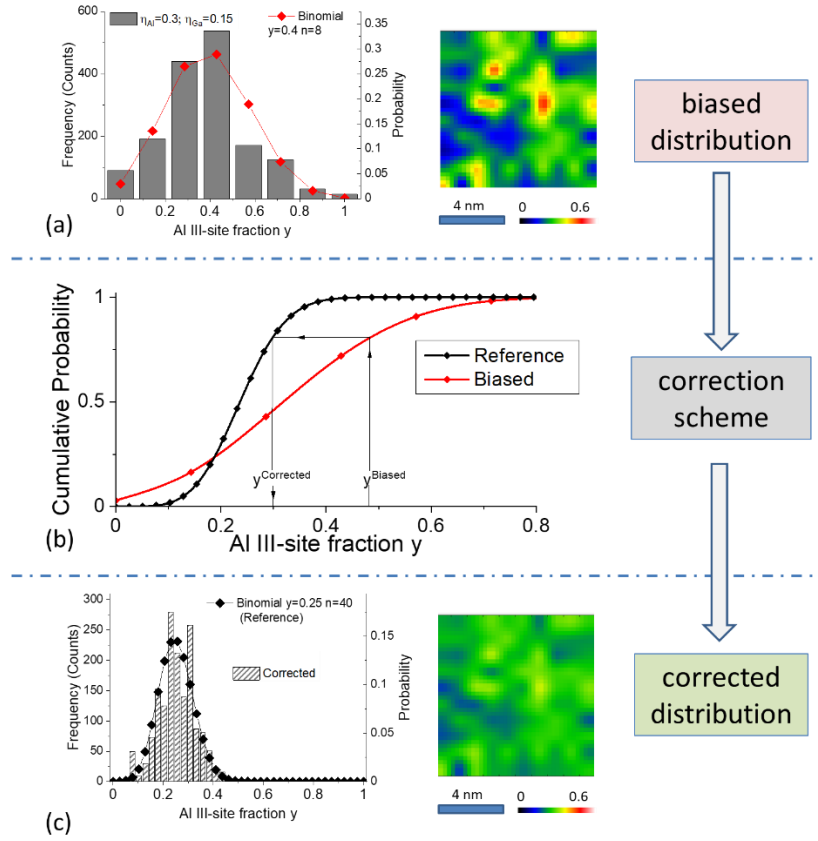 η_Al=0.3; η_Ga=0.15
Binomial
y=0.4 n=8
Frequency (Counts)
600
400
200
0
Probability
0.35
0.3
0.25
0.2
0.15
0.1
0.05
0
0 0.2 0.4 0.6 0.8 1
Al III-site fraction y
(a)
4 nm
0 0.6
biased
distribution
Cumulative Probability
1
0.5
0
Reference
Biased
y^Corrected
y^Biased
0 0.2 0.4 0.6 0.8
Al III-site fraction y
(b)
correction
scheme
Binomial y=0.25 n=40
(Reference)
Corrected
Frequency (Counts)
300
250
200
150
100
50
0
Probability
0.15
0.1
0.05
0
0 0.2 0.4 0.6 0.8 1
Al III-site fraction y
(c)
4 nm
0 0.6
corrected
distribution